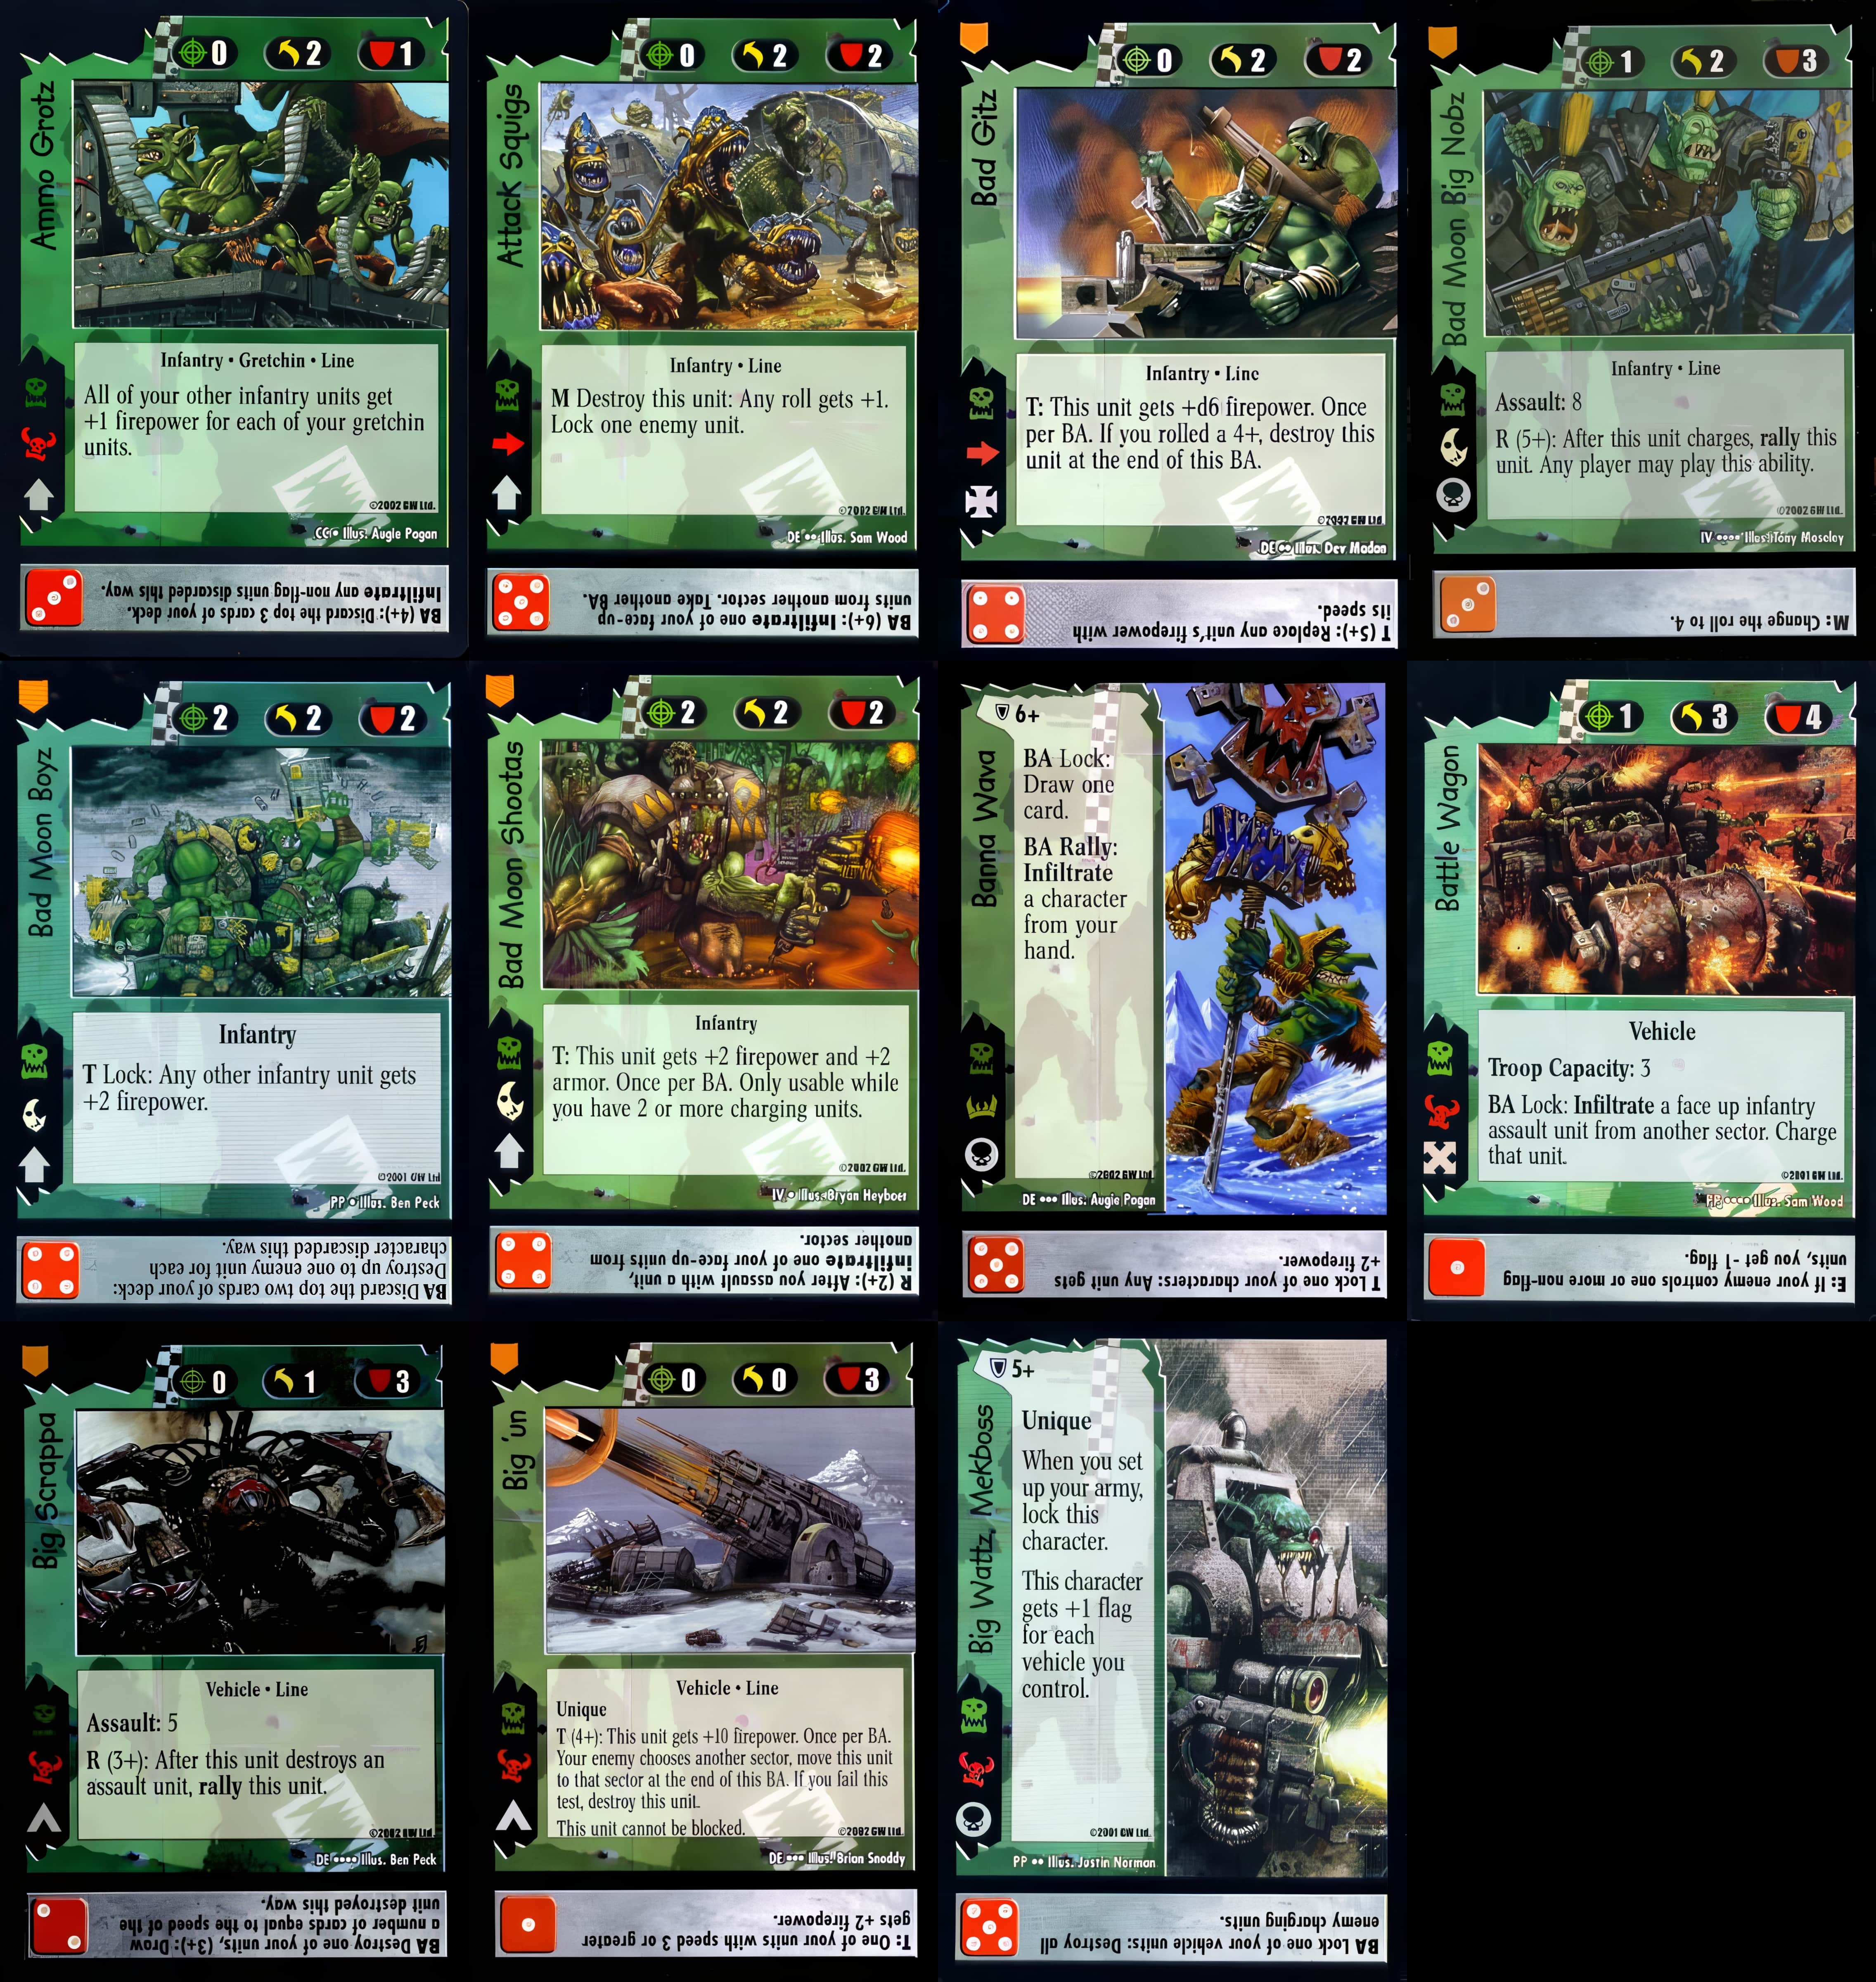 0 2 1
Ammo Grotz
Infantry • Gretchin • Line
All of your other infantry units get
+1 firepower for each of your gretchin
units.
©2002 GW Ltd.
CC • Illus. Augie Pagan
BA (4+): Discard the top 3 cards of your deck.
Infiltrate any non-flag units discarded this way.
0 2 2
Attack Squigs
Infantry • Line
M Destroy this unit: Any roll gets +1.
Lock one enemy unit.
©2002 GW Ltd.
DE •• Illus. Sam Wood
BA (6+): Infiltrate one of your face-up
units from another sector. Take another BA.
0 2 2
Bad Gitz
Infantry • Line
T: This unit gets +d6 firepower. Once
per BA. If you rolled a 4+, destroy this
unit at the end of this BA.
©2002 GW Ltd.
DE •• Illus. Dev Madan
T (5+): Replace any unit's firepower with
its speed.
1 2 3
Bad Moon Big Nobz
Infantry • Line
Assault: 8
R (5+): After this unit charges, rally this
unit. Any player may play this ability.
©2002 GW Ltd.
IV •••• Illus. Tony Moseley
M: Change the roll to 4.
2 2 2
Bad Moon Boyz
Infantry
T Lock: Any other infantry unit gets
+2 firepower.
©2001 GW Ltd
PP • Illus. Ben Peck
BA Discard the top two cards of your deck:
Destroy up to one enemy unit for each
character discarded this way.
2 2 2
Bad Moon Shootas
Infantry
T: This unit gets +2 firepower and +2
armor. Once per BA. Only usable while
you have 2 or more charging units.
©2002 GW Ltd.
IV • Illus. Bryan Heyboer
R (2+): After you assault with a unit,
infiltrate one of your face-up units from
another sector.
6+
Banna Wava
BA Lock:
Draw one
card.
BA Rally:
Infiltrate
a character
from your
hand.
©2002 GW Ltd.
DE ••• Illus. Augie Pagan
T Lock one of your characters: Any unit gets
+2 firepower.
1 3 4
Battle Wagon
Vehicle
Troop Capacity: 3
BA Lock: Infiltrate a face up infantry
assault unit from another sector. Charge
that unit.
©2001 GW Ltd.
PP •••• Illus. Sam Wood
E: If your enemy controls one or more non-flag
units, you get -1 flag.
0 1 3
Big Scrappa
Vehicle • Line
Assault: 5
R (3+): After this unit destroys an
assault unit, rally this unit.
©2002 GW Ltd.
DE •••• Illus. Ben Peck
BA Destroy one of your units, (3+): Draw
a number of cards equal to the speed of the
unit destroyed this way.
0 0 3
Big 'un
Vehicle • Line
Unique
T (4+): This unit gets +10 firepower. Once per BA.
Your enemy chooses another sector, move this unit
to that sector at the end of this BA. If you fail this
test, destroy this unit.
This unit cannot be blocked.
©2002 GW Ltd.
DE ••• Illus. Brian Snoddy
T: One of your units with speed 3 or greater
gets +2 firepower.
5+
Big Wattz, Mekboss
Unique
When you set
up your army,
lock this
character.
This character
gets +1 flag
for each
vehicle you
control.
©2001 GW Ltd.
PP •• Illus. Justin Norman
BA Lock one of your vehicle units: Destroy all
enemy charging units.